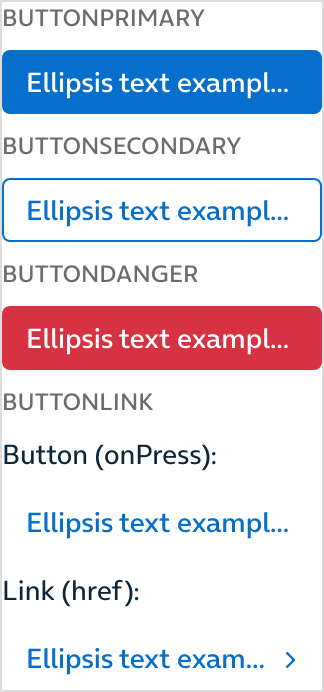 BUTTONPRIMARY
Ellipsis text exampl...
BUTTONSECONDARY
Ellipsis text exampl...
BUTTONDANGER
Ellipsis text exampl...
BUTTONLINK
Button (onPress):
Ellipsis text exampl...
Link (href):
Ellipsis text exam...